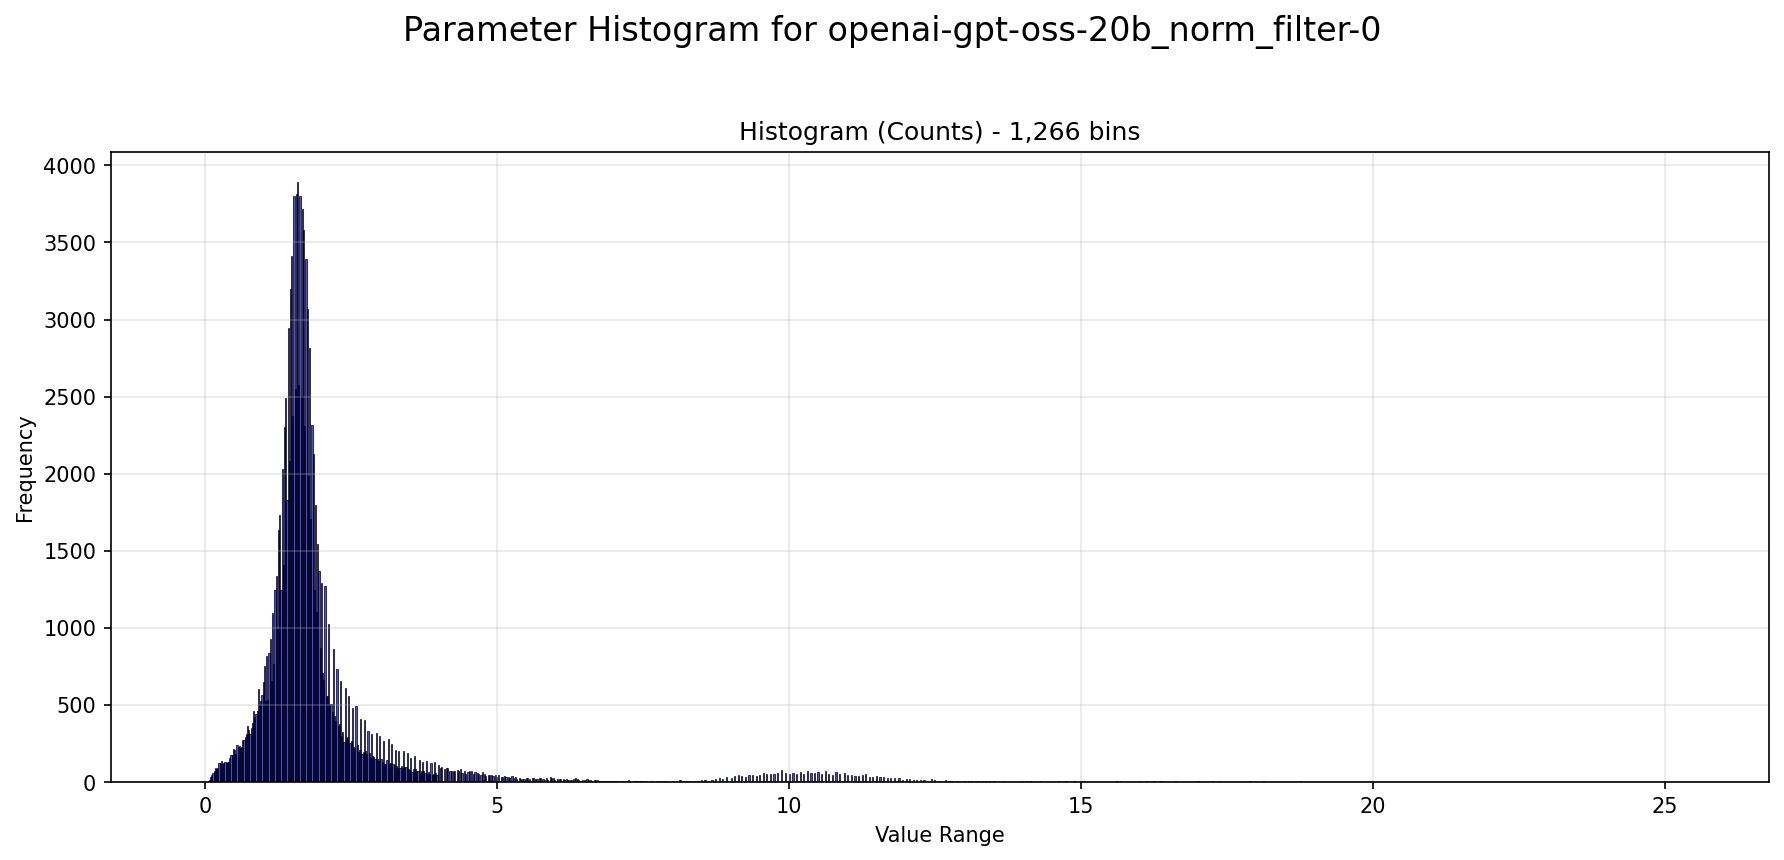 Parameter Histogram for openai-gpt-oss-20b_norm_filter-0
Histogram (Counts) - 1,266 bins
4000
3500
3000
2500
2000
1500
1000
500
0
Frequency
0 5 10 15 20 25
Value Range